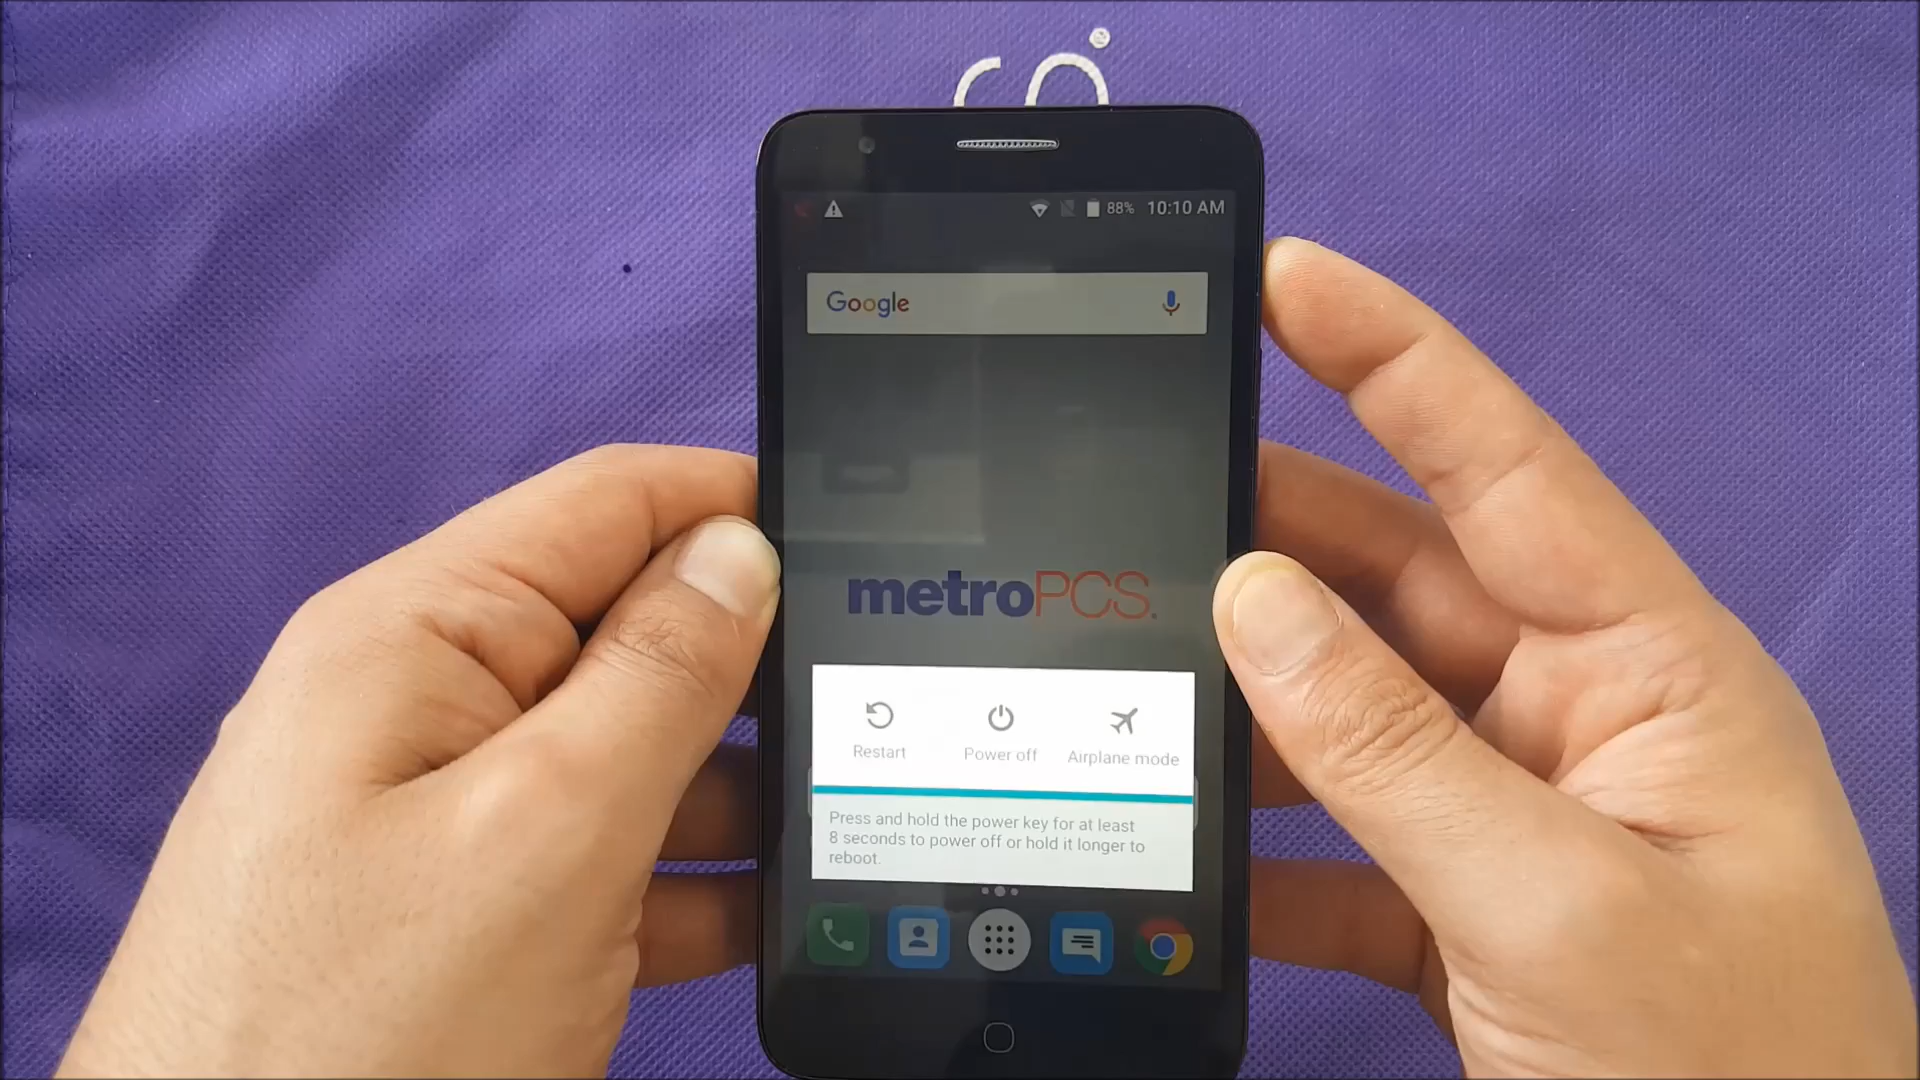 88% 10:10 AM
Google
metroPCS.
Restart Power off Airplane mode
Press and hold the power key for at least
8 seconds to power off or hold it longer to
reboot.